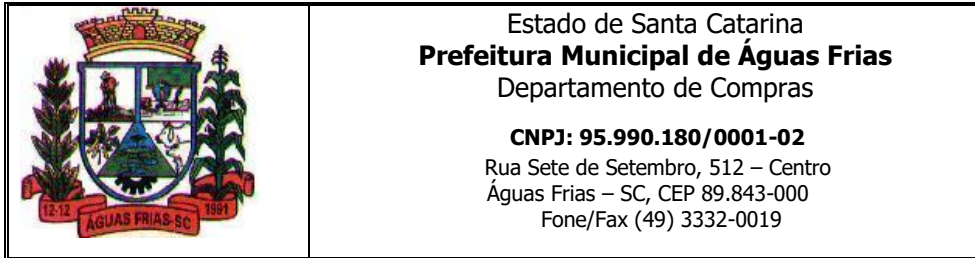 Estado de Santa Catarina
Prefeitura Municipal de Águas Frias
Departamento de Compras
CNPJ: 95.990.180/0001-02
Rua Sete de Setembro, 512 – Centro
Águas Frias – SC, CEP 89.843-000
Fone/Fax (49) 3332-0019
12-12
ÁGUAS FRIAS-SC
1991